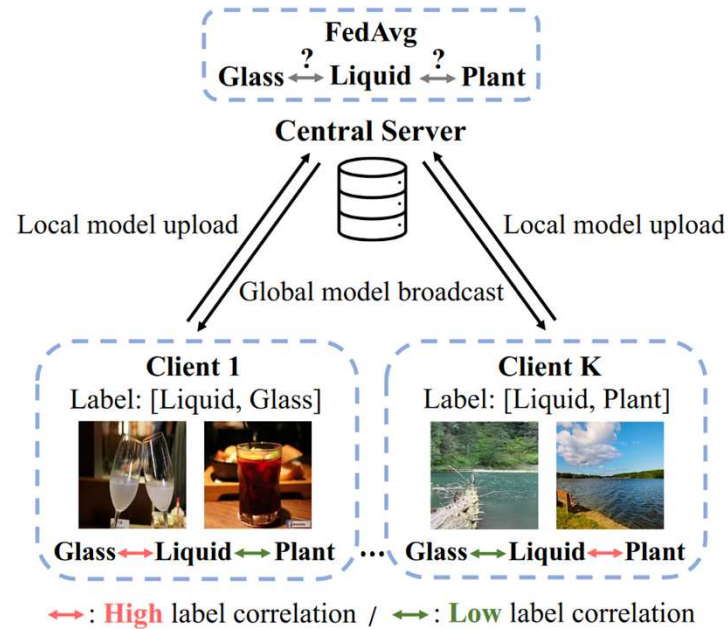 FedAvg
? ?
Glass Liquid Plant
Central Server
Local model upload Local model upload
Global model broadcast
Client 1
Label: [Liquid, Glass]
Glass Liquid Plant
...
Client K
Label: [Liquid, Plant]
Glass Liquid Plant
: High label correlation / : Low label correlation